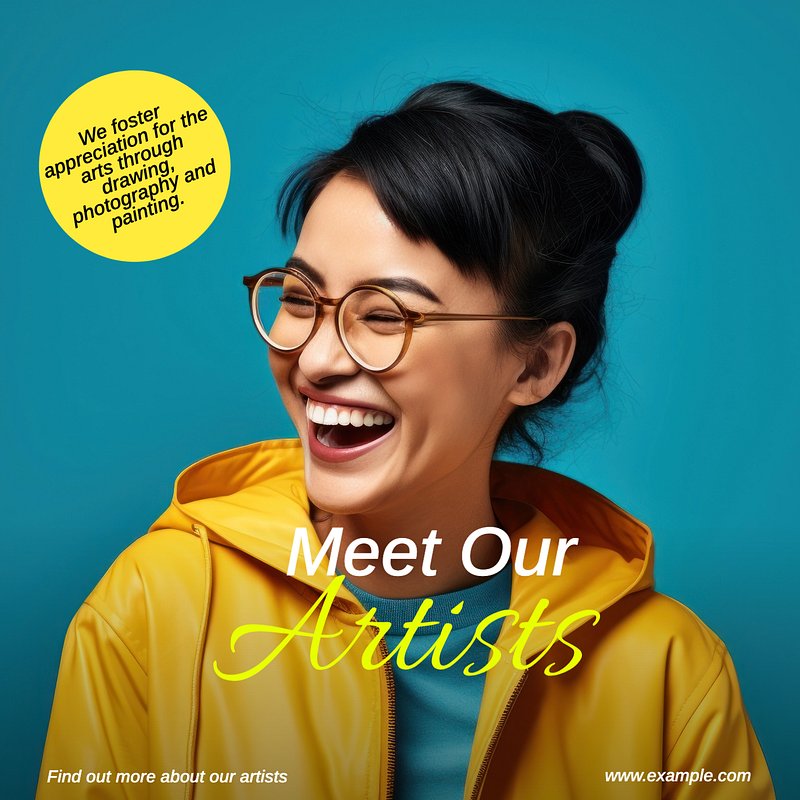 We foster
appreciation for the
arts through
drawing,
photography and
painting.
Meet Our
Artists
Find out more about our artists
www.example.com